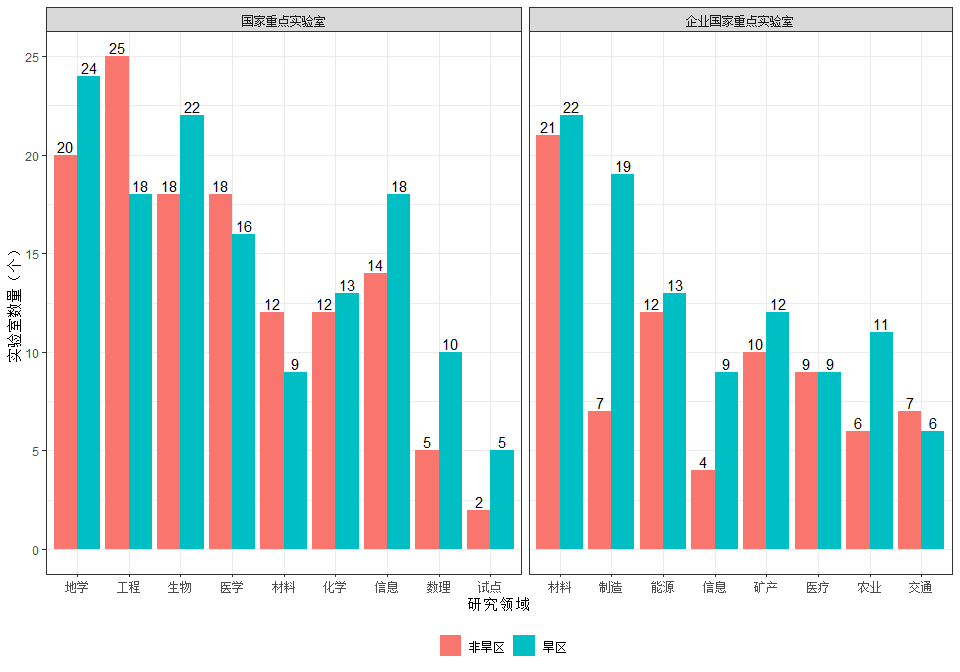 国家重点实验室
企业国家重点实验室
实验室数量（个）
25
20
15
10
5
0
20 24 25 18 18 22 18 16 12 9 12 13 14 18 5 10 2 5
21 22 7 19 12 13 4 9 10 12 9 9 6 11 7 6
地学 工程 生物 医学 材料 化学 信息 数理 试点
材料 制造 能源 信息 矿产 医疗 农业 交通
研究领域
非旱区 旱区